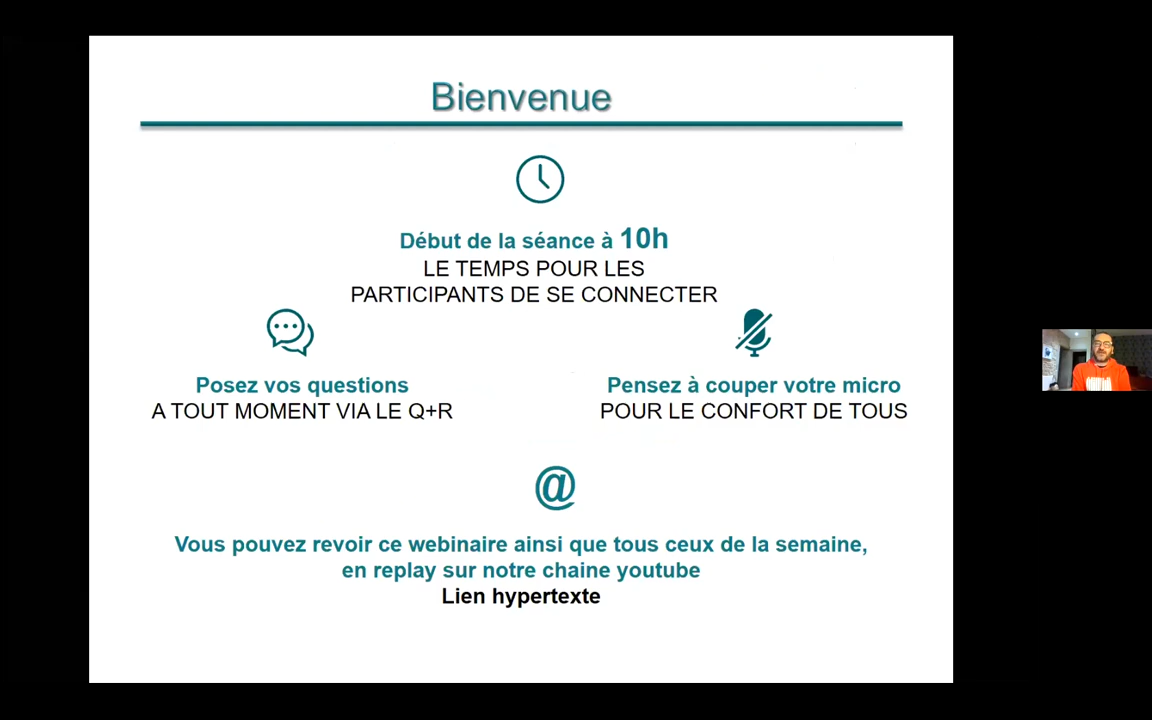 Bienvenue
Début de la séance à 10h
LE TEMPS POUR LES
PARTICIPANTS DE SE CONNECTER
Posez vos questions
A TOUT MOMENT VIA LE Q+R
Pensez à couper votre micro
POUR LE CONFORT DE TOUS
@
Vous pouvez revoir ce webinaire ainsi que tous ceux de la semaine,
en replay sur notre chaine youtube
Lien hypertexte